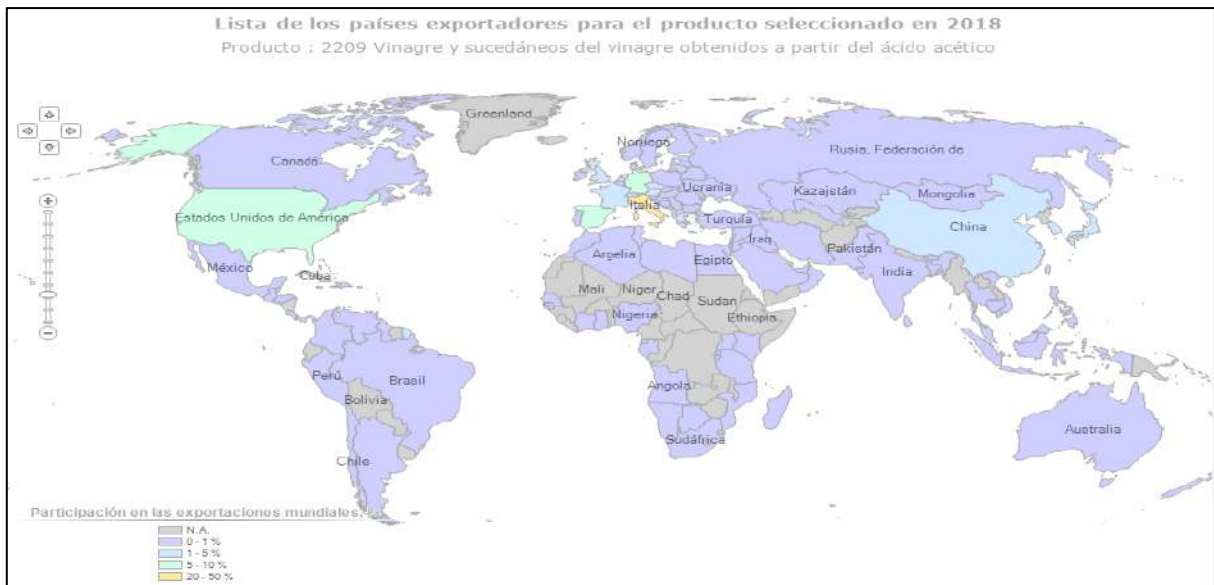 Lista de los países exportadores para el producto seleccionado en 2018
Producto : 2209 Vinagre y sucedáneos del vinagre obtenidos a partir del ácido acético
Greenland
Noruega
Rusia, Federación de
Canadá
Ucrania
Kazajstán
Mongolia
Italia
Estados Unidos de América
Turquía
China
Iraq
Pakistán
Argelia
Egipto
México
Cuba
India
Mali
Niger
Chad
Sudan
Nigeria
Ethiopia
Perú
Brasil
Angola
Bolivia
Australia
Sudáfrica
Chile
Participación en las exportaciones mundiales,
N.A.
0 - 1 %
1 - 5 %
5 - 10 %
20 - 50 %